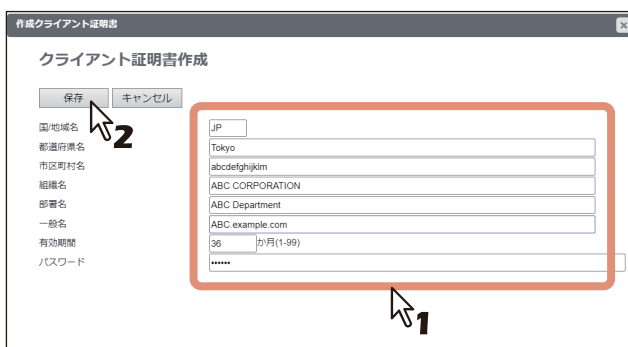 作成クライアント証明書
クライアント証明書作成
保存 キャンセル
2
国/地域名 JP
都道府県名 Tokyo
市区町村名 abcdefghijklm
組織名 ABC CORPORATION
部署名 ABC Department
一般名 ABC.example.com
有効期間 36 か月(1-99)
パスワード ••••••
1